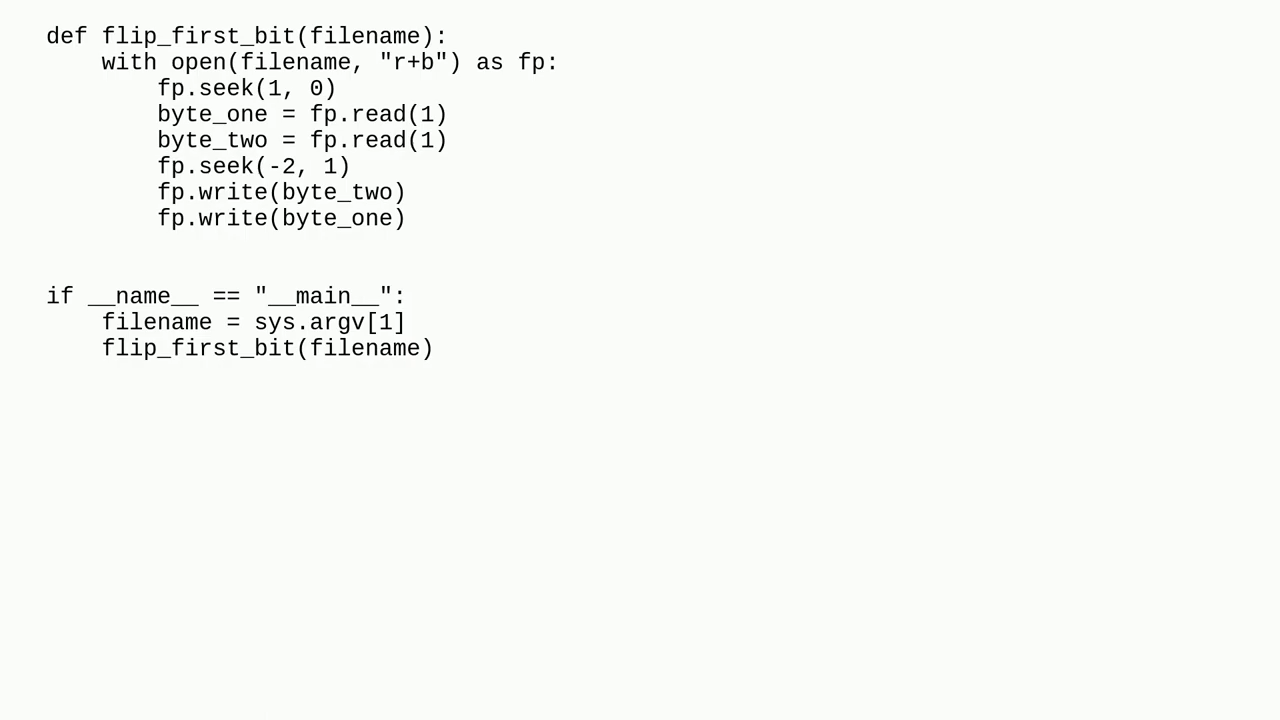 def flip_first_bit(filename):
    with open(filename, "r+b") as fp:
        fp.seek(1, 0)
        byte_one = fp.read(1)
        byte_two = fp.read(1)
        fp.seek(-2, 1)
        fp.write(byte_two)
        fp.write(byte_one)
if __name__ == "__main__":
    filename = sys.argv[1]
    flip_first_bit(filename)